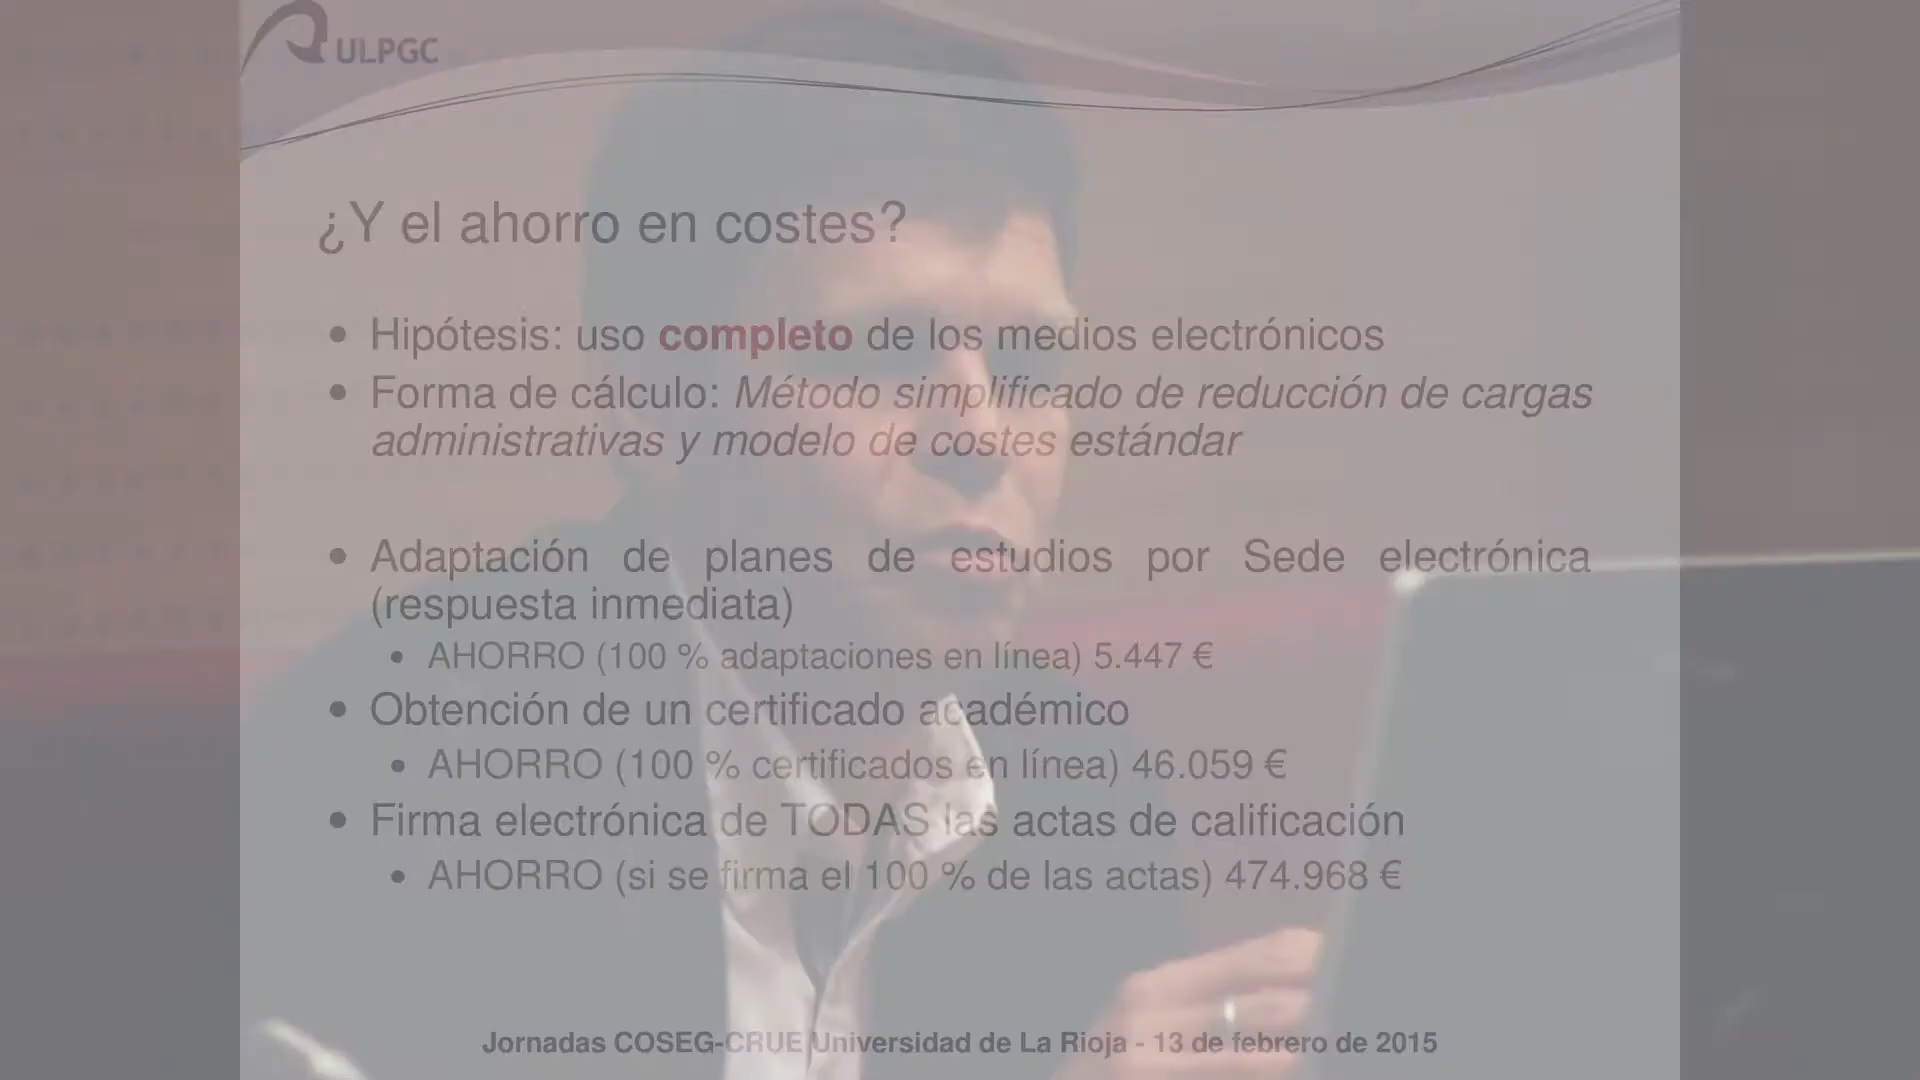 ULPGC
¿Y el ahorro en costes?
• Hipótesis: uso completo de los medios electrónicos
• Forma de cálculo: Método simplificado de reducción de cargas
administrativas y modelo de costes estándar
• Adaptación de planes de estudios por Sede electrónica
(respuesta inmediata)
• AHORRO (100 % adaptaciones en línea) 5.447 €
• Obtención de un certificado académico
• AHORRO (100 % certificados en línea) 46.059 €
• Firma electrónica de TODAS las actas de calificación
• AHORRO (si se firma el 100 % de las actas) 474.968 €
Jornadas COSEG-CRUE Universidad de La Rioja - 13 de febrero de 2015